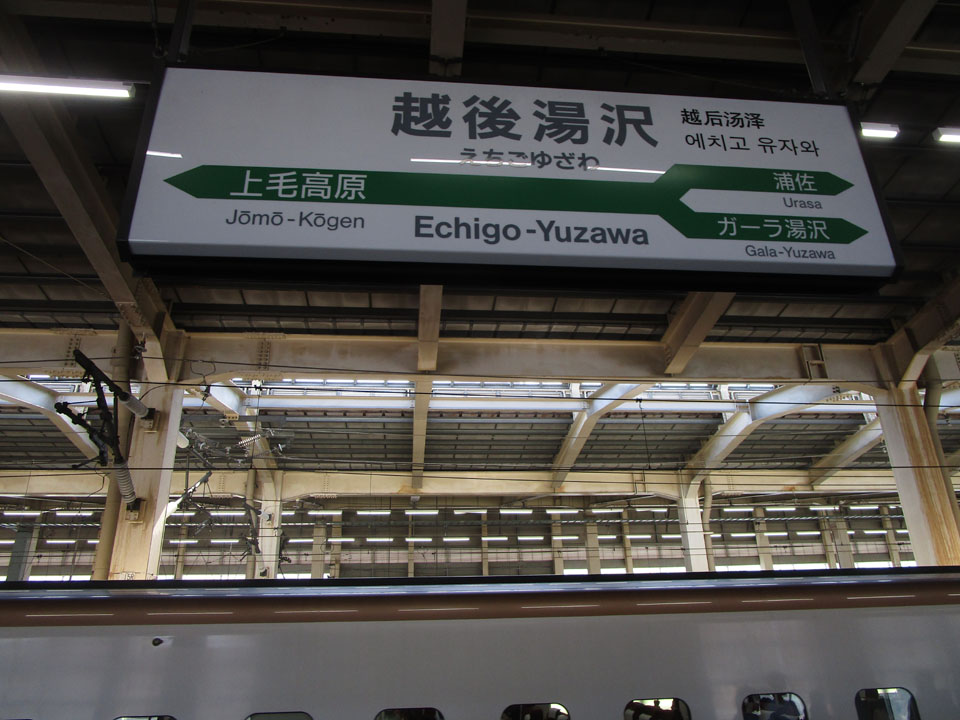 越後湯沢
えちごゆざわ
越后汤泽
에치고 유자와
上毛高原
Jōmō-Kōgen
Echigo-Yuzawa
浦佐
Urasa
ガーラ湯沢
Gala-Yuzawa